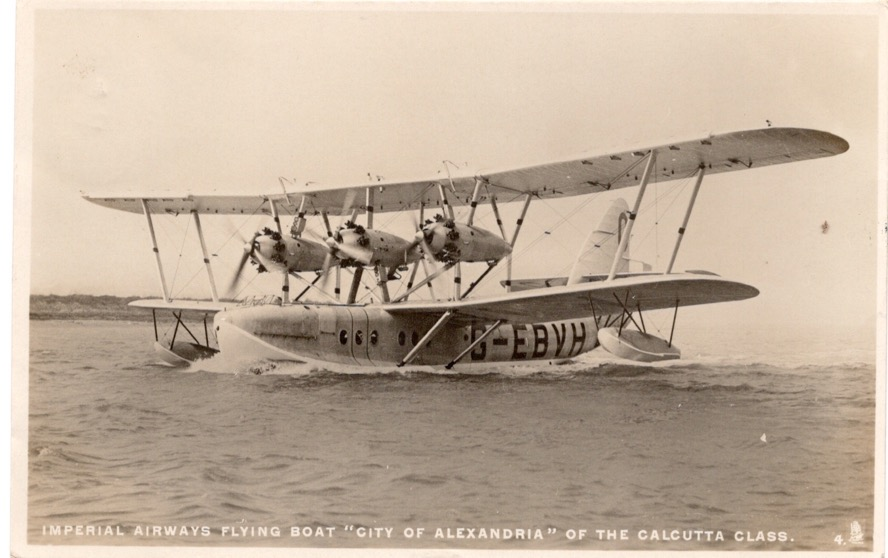 G-EBVH
IMPERIAL AIRWAYS FLYING BOAT "CITY OF ALEXANDRIA" OF THE CALCUTTA CLASS.
4.